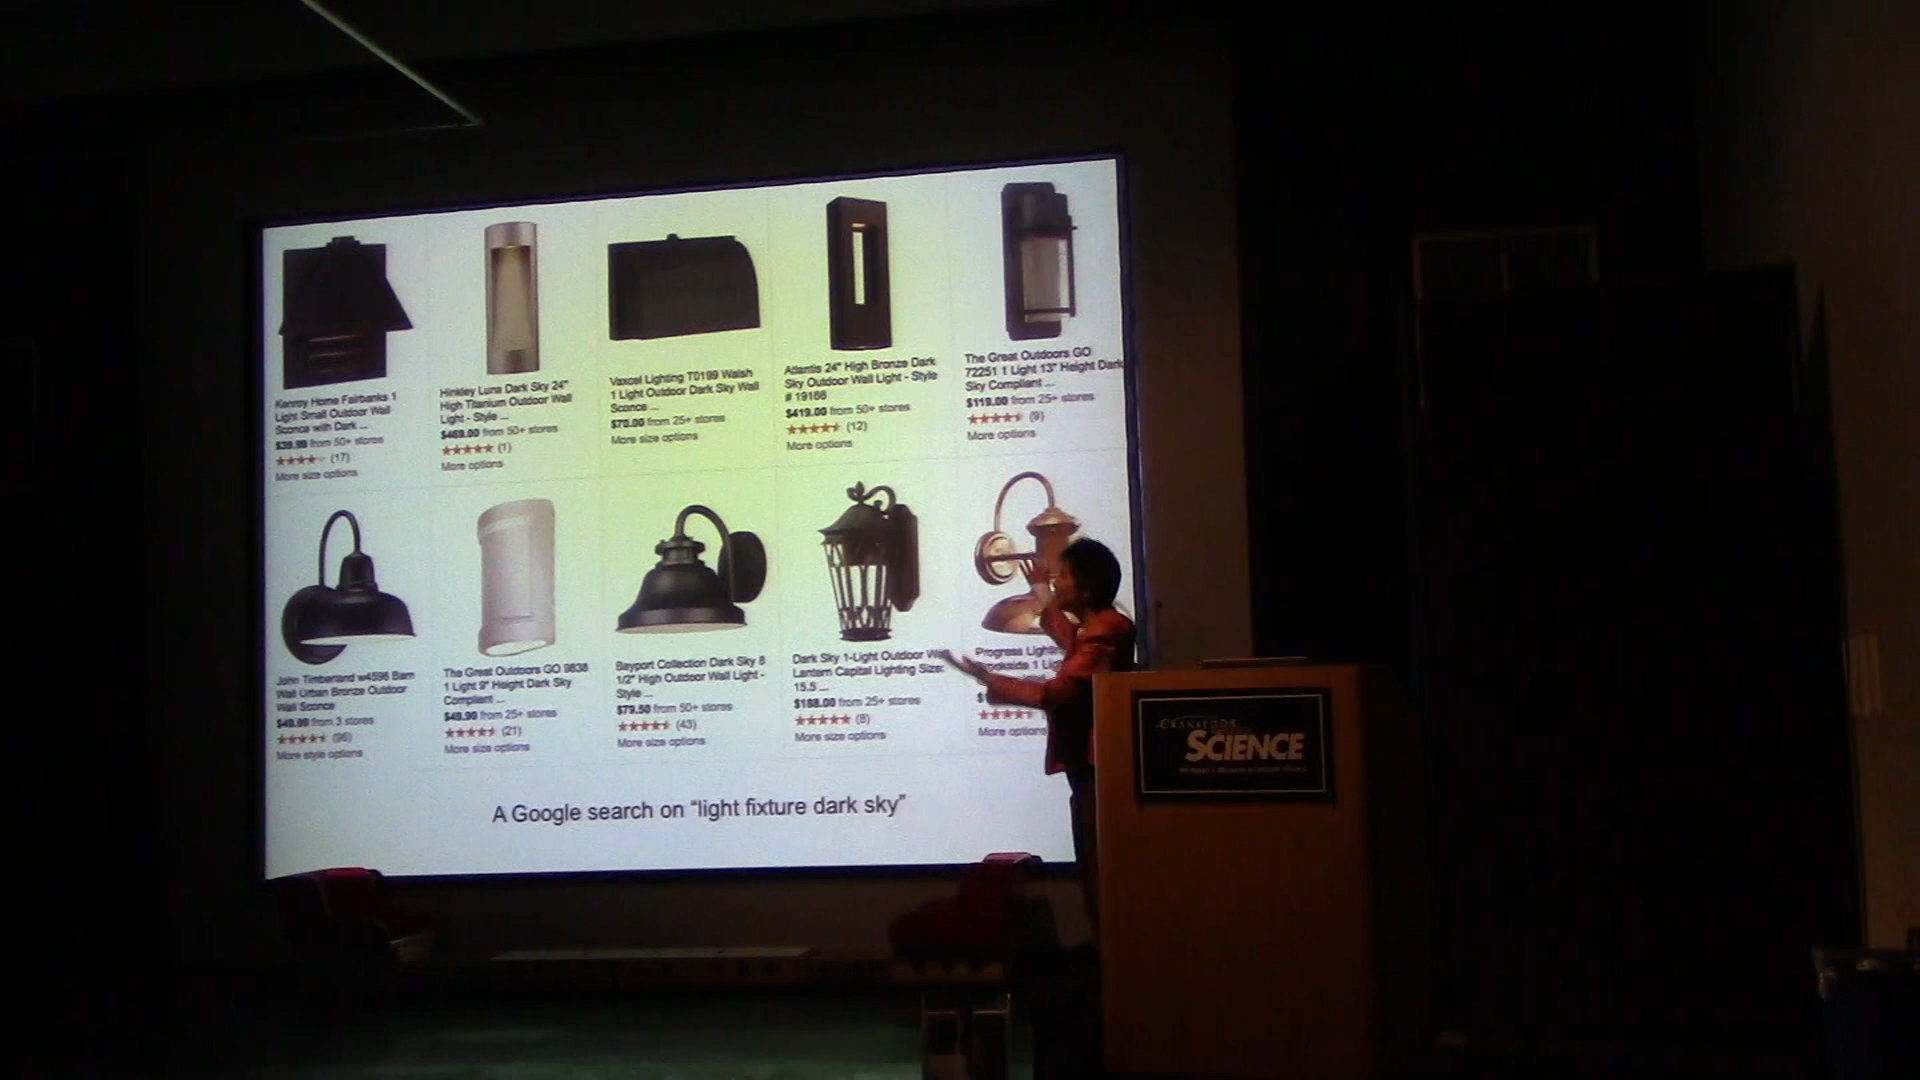 Kenroy Home Fairbanks 1
Light Small Outdoor Wall
Sconce with Dark ...
$39.99 from 50+ stores
(17)
More size options
Hinkley Luna Dark Sky 24"
High Titanium Outdoor Wall
Light - Style ...
$469.00 from 50+ stores
(1)
More options
Vaxcel Lighting T0199 Walsh
1 Light Outdoor Dark Sky Wall
Sconce ...
$70.00 from 25+ stores
More size options
Atlantis 24" High Bronze Dark
Sky Outdoor Wall Light - Style
# 19186
$419.00 from 50+ stores
(12)
More options
The Great Outdoors GO
72251 1 Light 13" Height Dark
Sky Compliant ...
$119.00 from 25+ stores
(9)
More options
John Timberland w4596 Barn
Wall Urban Bronze Outdoor
Wall Sconce
$49.99 from 3 stores
(96)
More style options
The Great Outdoors GO 9838
1 Light 9" Height Dark Sky
Compliant ...
$49.90 from 25+ stores
(21)
More size options
Bayport Collection Dark Sky 8
1/2" High Outdoor Wall Light -
Style ...
$79.50 from 50+ stores
(43)
More size options
Dark Sky 1-Light Outdoor Wall
Lantern Capital Lighting Size:
15.5 ...
$188.00 from 25+ stores
(8)
More size options
Progress Lighting
Brookside 1 Light
More options
A Google search on “light fixture dark sky”
CRANBROOK
SCIENCE